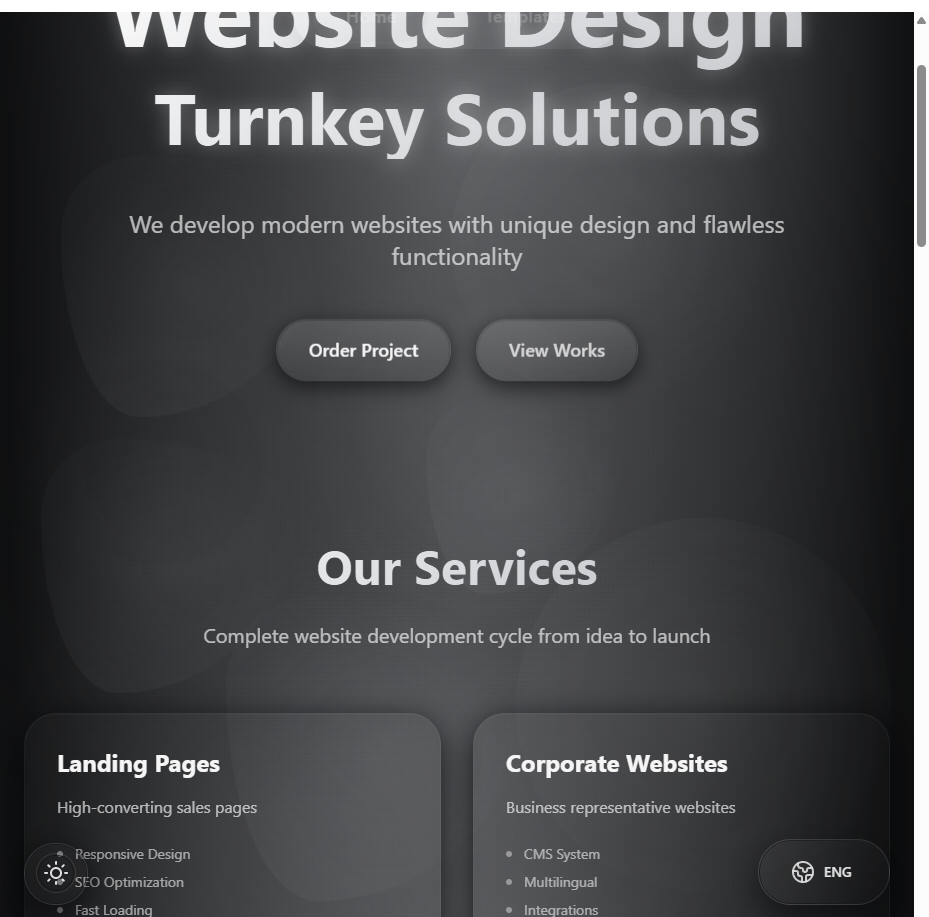 Home Templates
Website Design
Turnkey Solutions
We develop modern websites with unique design and flawless
functionality
Order Project
View Works
Our Services
Complete website development cycle from idea to launch
Landing Pages
High-converting sales pages
Responsive Design
SEO Optimization
Fast Loading
Corporate Websites
Business representative websites
CMS System
Multilingual
Integrations
ENG